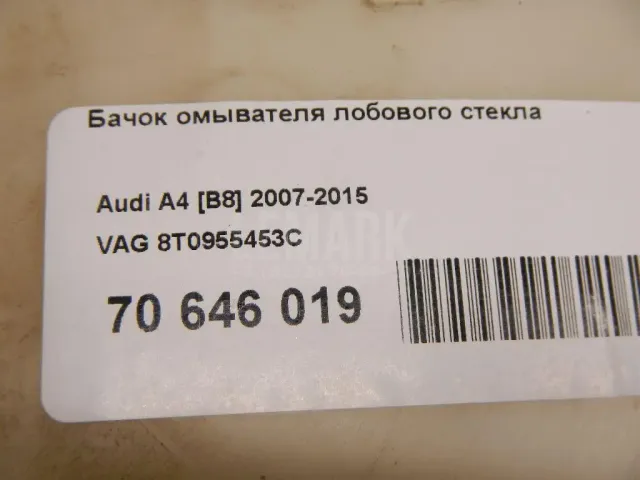 Бачок омывателя лобового стекла
Audi A4 [B8] 2007-2015
VAG 8T0955453C
70 646 019